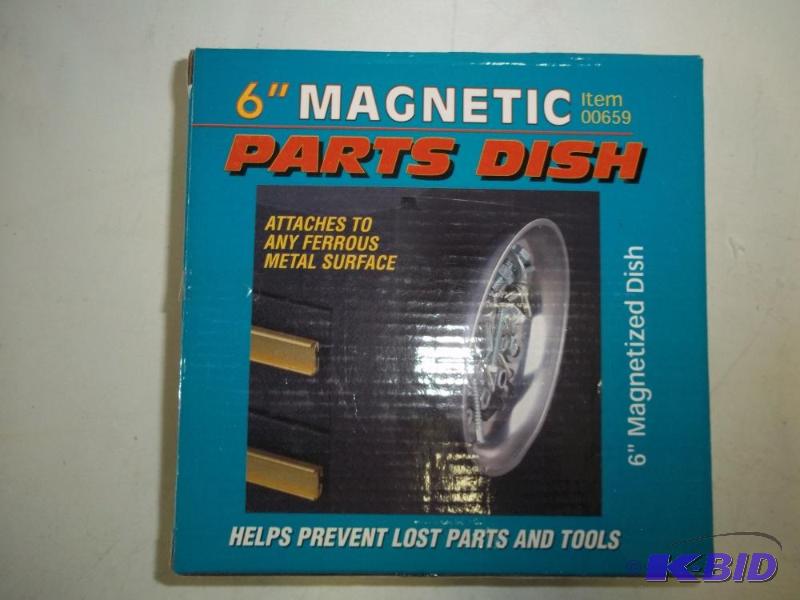 6" MAGNETIC
Item
00659
PARTS DISH
ATTACHES TO
ANY FERROUS
METAL SURFACE
6" Magnetized Dish
HELPS PREVENT LOST PARTS AND TOOLS
© K-BID